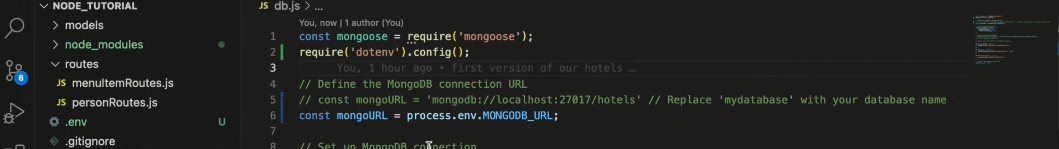 NODE_TUTORIAL
models
node_modules
routes
JS menuItemRoutes.js
JS personRoutes.js
.env U
.gitignore
6
JS db.js > ...
You, now | 1 author (You)
1 const mongoose = require('mongoose');
2 require('dotenv').config();
3 You, 1 hour ago • first version of our hotels …
4 // Define the MongoDB connection URL
5 // const mongoURL = 'mongodb://localhost:27017/hotels' // Replace 'mydatabase' with your database name
6 const mongoURL = process.env.MONGODB_URL;
7
8 // Set up MongoDB connection